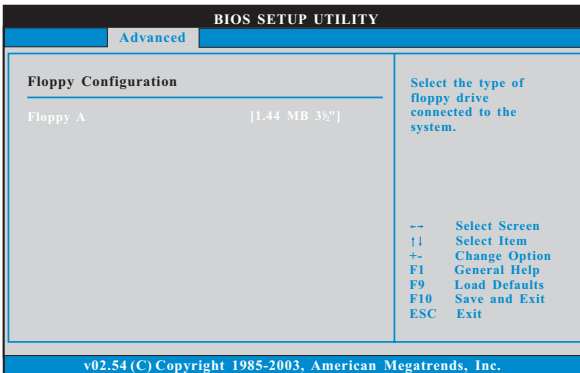 BIOS SETUP UTILITY
Advanced
Floppy Configuration
Floppy A [1.44 MB 3½"]
Select the type of
floppy drive
connected to the
system.
←→ Select Screen
↑↓ Select Item
+- Change Option
F1 General Help
F9 Load Defaults
F10 Save and Exit
ESC Exit
v02.54 (C) Copyright 1985-2003, American Megatrends, Inc.